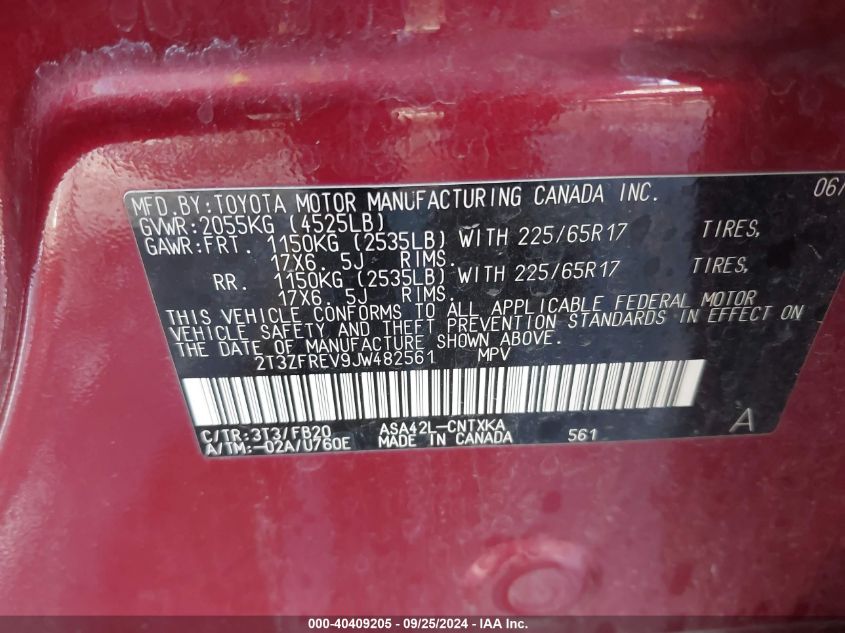 MFD.BY:TOYOTA MOTOR MANUFACTURING CANADA INC. 06/
GVWR:2055KG (4525LB)
GAWR:FRT. 1150KG (2535LB) WITH 225/65R17 TIRES,
17X6. 5J RIMS.
RR. 1150KG (2535LB) WITH 225/65R17 TIRES,
17X6. 5J RIMS.
THIS VEHICLE CONFORMS TO ALL APPLICABLE FEDERAL MOTOR
VEHICLE SAFETY AND THEFT PREVENTION STANDARDS IN EFFECT ON
THE DATE OF MANUFACTURE SHOWN ABOVE.
2T3ZFREV9JW482561 MPV
C/TR:3T3/FB20 ASA42L-CNTXKA 561 A
A/TM:-02A/U760E MADE IN CANADA
000-40409205 - 09/25/2024 - IAA Inc.